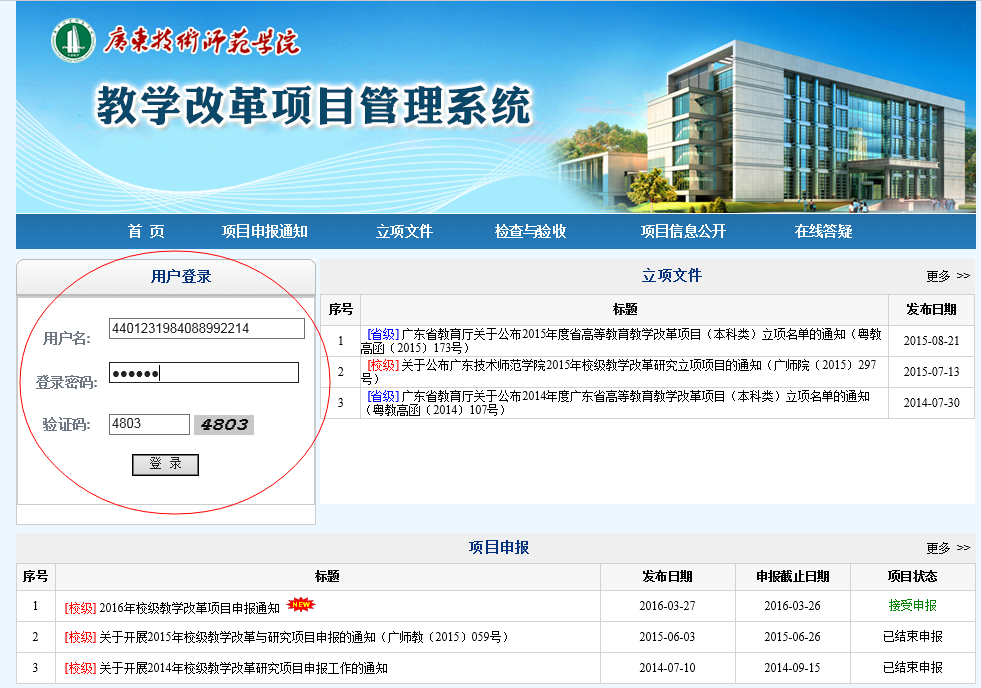 廣東技術師範學院
教学改革项目管理系统
首 页 项目申报通知 立项文件 检查与验收 项目信息公开 在线答疑
用户登录
用户名: 4401231984088992214
登录密码: ●●●●●●
验证码: 4803 4803
登 录
立项文件 更多 >>
序号 标题 发布日期
1 [省级]广东省教育厅关于公布2015年度省高等教育教学改革项目（本科类）立项名单的通知（粤教
高函（2015）173号） 2015-08-21
2 [校级]关于公布广东技术师范学院2015年校级教学改革研究立项项目的通知（广师院（2015）297
号） 2015-07-13
3 [省级]广东省教育厅关于公布2014年度广东省高等教育教学改革项目（本科类）立项名单的通知
（粤教高函（2014）107号） 2014-07-30
项目申报 更多 >>
序号 标题 发布日期 申报截止日期 项目状态
1 [校级] 2016年校级教学改革项目申报通知 NEW 2016-03-27 2016-03-26 接受申报
2 [校级] 关于开展2015年校级教学改革与研究项目申报的通知（广师教（2015）059号） 2015-06-03 2015-06-26 已结束申报
3 [校级] 关于开展2014年校级教学改革研究项目申报工作的通知 2014-07-10 2014-09-15 已结束申报